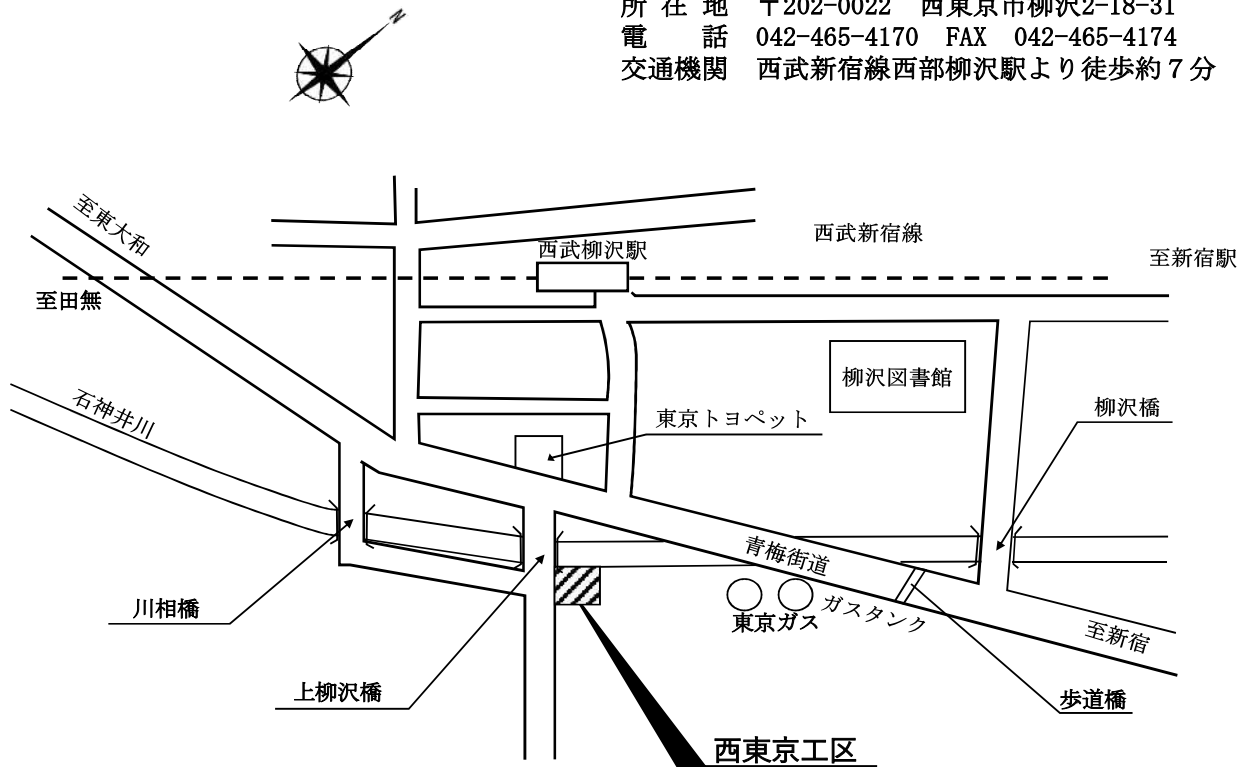 N
所 在 地　〒202-0022　西東京市柳沢2-18-31
電　　話　042-465-4170　FAX　042-465-4174
交通機関　西武新宿線西部柳沢駅より徒歩約７分
至東大和
西武柳沢駅
西武新宿線
至新宿駅
至田無
柳沢図書館
石神井川
東京トヨペット
柳沢橋
青梅街道
川相橋
東京ガス
ガスタンク
至新宿
上柳沢橋
歩道橋
西東京工区